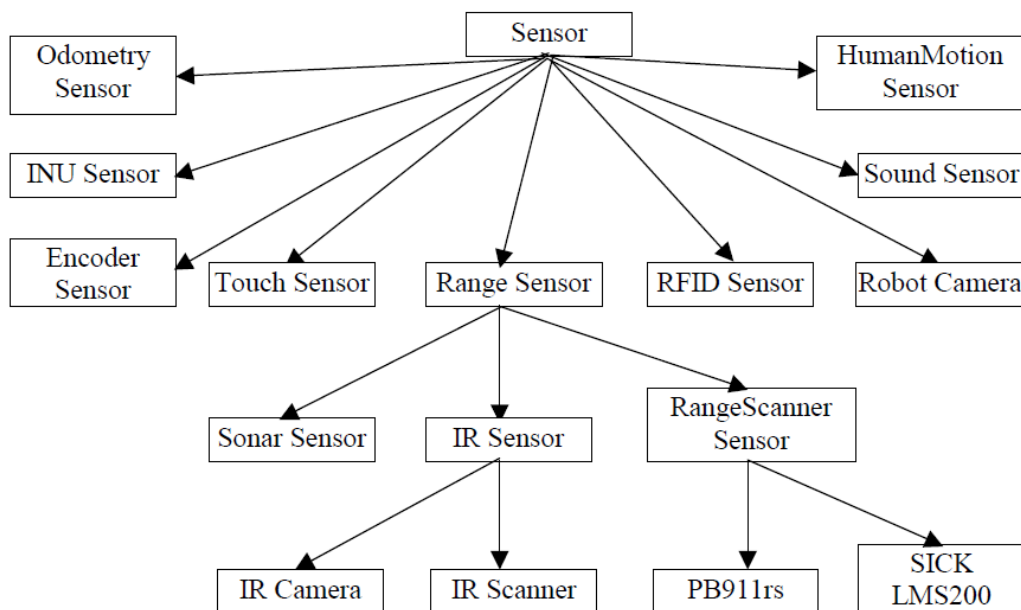 Sensor
Odometry
Sensor
HumanMotion
Sensor
INU Sensor
Sound Sensor
Encoder
Sensor
Touch Sensor
Range Sensor
RFID Sensor
Robot Camera
Sonar Sensor
IR Sensor
RangeScanner
Sensor
IR Camera
IR Scanner
PB911rs
SICK
LMS200